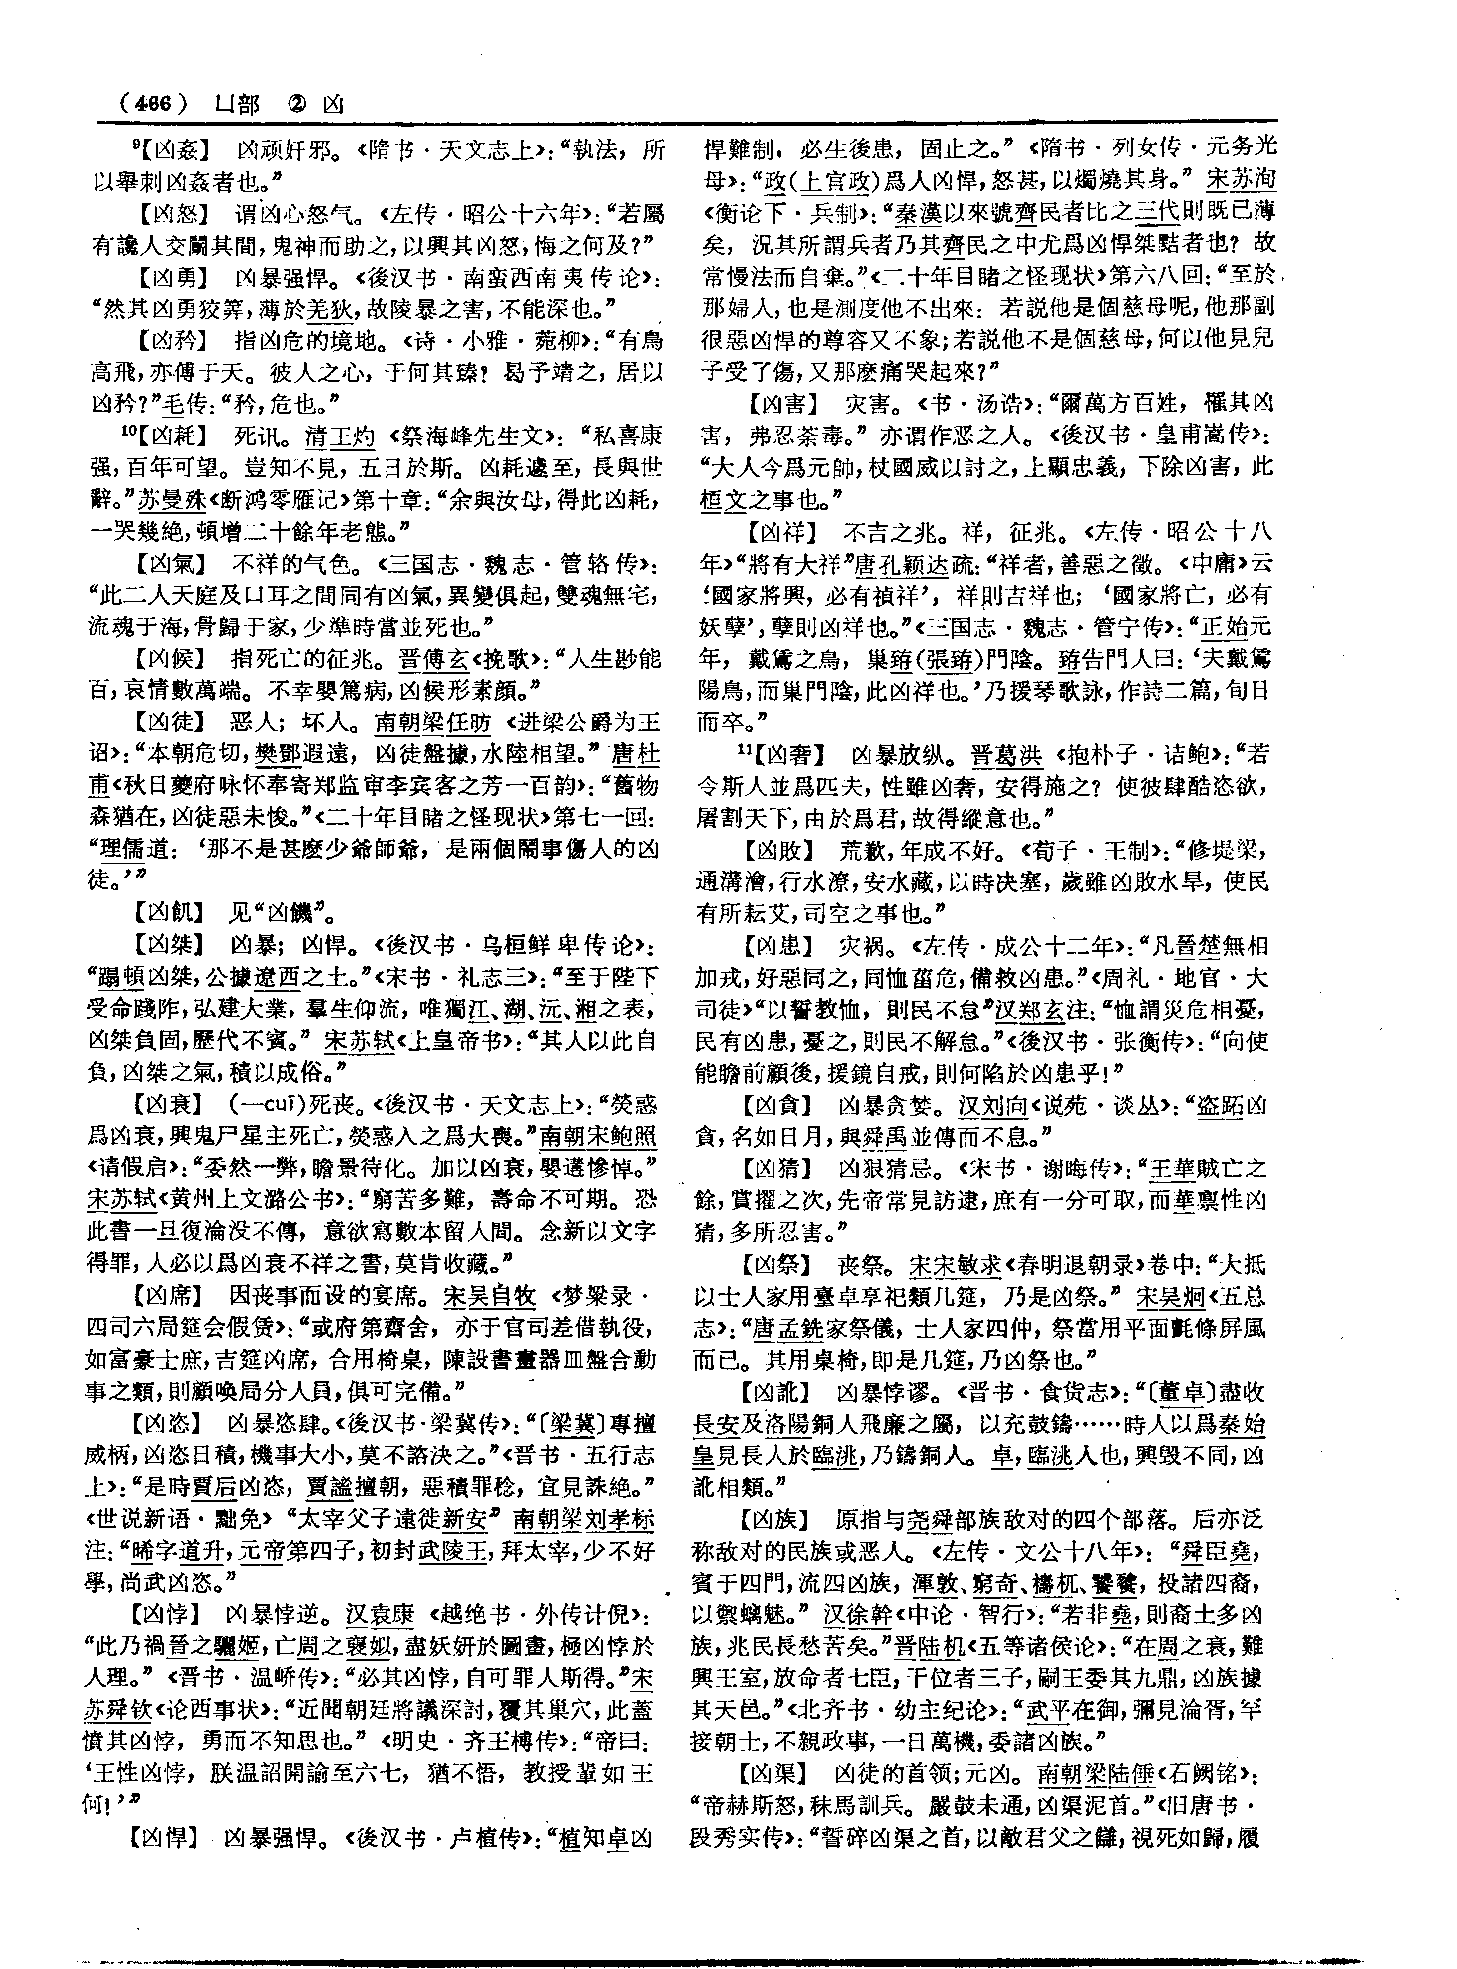 （466） 凵部 ② 凶
⁹【凶姦】 凶顽奸邪。《隋书·天文志上》：“執法，所
以舉刺凶姦者也。”
【凶怒】 谓凶心怒气。《左传·昭公十六年》：“若屬
有讒人交鬭其間，鬼神而助之，以興其凶怒，悔之何及？”
【凶勇】 凶暴强悍。《後汉书·南蛮西南夷传论》：
“然其凶勇狡筭，薄於羌狄，故陵暴之害，不能深也。”
【凶矜】 指凶危的境地。《诗·小雅·菀柳》：“有鳥
高飛，亦傅于天。彼人之心，于何其臻？曷予靖之，居以
凶矜？”毛传：“矜，危也。”
¹⁰【凶耗】 死讯。清王灼《祭海峰先生文》：“私喜康
强，百年可望。豈知不見，五日於斯。凶耗遽至，長與世
辭。”苏曼殊《断鸿零雁记》第十章：“余與汝母，得此凶耗，
一哭幾絶，頓增二十餘年老態。”
【凶氣】 不祥的气色。《三国志·魏志·管辂传》：
“此二人天庭及口耳之間同有凶氣，異變俱起，雙魂無宅，
流魂于海，骨歸于家，少準時當並死也。”
【凶候】 指死亡的征兆。晋傅玄《挽歌》：“人生尠能
百，哀情數萬端。不幸嬰篤病，凶候形素顔。”
【凶徒】 恶人；坏人。南朝梁任昉《进梁公爵为王
诏》：“本朝危切，樊鄧遐遠，凶徒盤據，水陸相望。”唐杜
甫《秋日夔府咏怀奉寄郑监审李宾客之芳一百韵》：“舊物
森猶在，凶徒惡未悛。”《二十年目睹之怪现状》第七一回：
“理儒道：‘那不是甚麽少爺師爺，是兩個鬧事傷人的凶
徒。’”
【凶飢】 见“凶饑”。
【凶桀】 凶暴；凶悍。《後汉书·乌桓鲜卑传论》：
“蹋頓凶桀，公據遼西之土。”《宋书·礼志三》：“至于陛下
受命踐阼，弘建大業，羣生仰流，唯獨江、湖、沅、湘之表，
凶桀負固，歷代不賓。”宋苏轼《上皇帝书》：“其人以此自
負，凶桀之氣，積以成俗。”
【凶衰】 （—cuī）死丧。《後汉书·天文志上》：“熒惑
爲凶衰，輿鬼尸星主死亡，熒惑入之爲大喪。”南朝宋鲍照
《请假启》：“委然一弊，瞻景待化。加以凶衰，嬰遘慘悼。”
宋苏轼《黄州上文潞公书》：“窮苦多難，壽命不可期。恐
此書一旦復淪没不傳，意欲寫數本留人間。念新以文字
得罪，人必以爲凶衰不祥之書，莫肯收藏。”
【凶席】 因丧事而设的宴席。宋吴自牧《梦粱录·
四司六局筵会假赁》：“或府第齋舍，亦于官司差借執役，
如富豪士庶，吉筵凶席，合用椅桌，陳設書畫器皿盤合動
事之類，則顧唤局分人員，俱可完備。”
【凶恣】 凶暴恣肆。《後汉书·梁冀传》：“〔梁冀〕專擅
威柄，凶恣日積，機事大小，莫不諮決之。”《晋书·五行志
上》：“是時賈后凶恣，賈謐擅朝，惡積罪稔，宜見誅絶。”
《世说新语·黜免》“太宰父子遠徙新安”南朝梁刘孝标
注：“晞字道升，元帝第四子，初封武陵王，拜太宰，少不好
學，尚武凶恣。”
【凶悖】 凶暴悖逆。汉袁康《越绝书·外传计倪》：
“此乃禍晉之驪姬，亡周之襃姒，盡妖妍於圖畫，極凶悖於
人理。”《晋书·温峤传》：“必其凶悖，自可罪人斯得。”宋
苏舜钦《论西事状》：“近聞朝廷將議深討，覆其巢穴，此蓋
憤其凶悖，勇而不知思也。”《明史·齐王榑传》：“帝曰：
‘王性凶悖，朕温詔開諭至六七，猶不悟，教授輩如王
何！’”
【凶悍】 凶暴强悍。《後汉书·卢植传》：“植知卓凶
悍難制，必生後患，固止之。”《隋书·列女传·元务光
母》：“政（上官政）爲人凶悍，怒甚，以燭燒其身。”宋苏洵
《衡论下·兵制》：“秦漢以來號齊民者比之三代則既已薄
矣，況其所謂兵者乃其齊民之中尤爲凶悍桀黠者也？故
常慢法而自棄。”《二十年目睹之怪现状》第六八回：“至於
那婦人，也是測度他不出來：若説他是個慈母呢，他那副
很惡凶悍的尊容又不象；若説他不是個慈母，何以他見兒
子受了傷，又那麽痛哭起來？”
【凶害】 灾害。《书·汤诰》：“爾萬方百姓，罹其凶
害，弗忍荼毒。”亦谓作恶之人。《後汉书·皇甫嵩传》：
“大人今爲元帥，杖國威以討之，上顯忠義，下除凶害，此
桓文之事也。”
【凶祥】 不吉之兆。祥，征兆。《左传·昭公十八
年》“將有大祥”唐孔颖达疏：“祥者，善惡之徵。《中庸》云
‘國家將興，必有禎祥’，祥則吉祥也；‘國家將亡，必有
妖孽’，孽則凶祥也。”《三国志·魏志·管宁传》：“正始元
年，戴鵀之鳥，巢臶（張臶）門陰。臶告門人曰：‘夫戴鵀
陽鳥，而巢門陰，此凶祥也。’乃援琴歌詠，作詩二篇，旬日
而卒。”
¹¹【凶奢】 凶暴放纵。晋葛洪《抱朴子·诘鲍》：“若
令斯人並爲匹夫，性雖凶奢，安得施之？使彼肆酷恣欲，
屠割天下，由於爲君，故得縱意也。”
【凶敗】 荒歉，年成不好。《荀子·王制》：“修堤梁，
通溝澮，行水潦，安水藏，以時决塞，歲雖凶敗水旱，使民
有所耘艾，司空之事也。”
【凶患】 灾祸。《左传·成公十二年》：“凡晉楚無相
加戎，好惡同之，同恤菑危，備救凶患。”《周礼·地官·大
司徒》“以誓教恤，則民不怠”汉郑玄注：“恤謂災危相憂，
民有凶患，憂之，則民不解怠。”《後汉书·张衡传》：“向使
能瞻前顧後，援鏡自戒，則何陷於凶患乎！”
【凶貪】 凶暴贪婪。汉刘向《说苑·谈丛》：“盗跖凶
貪，名如日月，與舜禹並傳而不息。”
【凶猜】 凶狠猜忌。《宋书·谢晦传》：“王華賊亡之
餘，賞擢之次，先帝常見訪逮，庶有一分可取，而華禀性凶
猜，多所忍害。”
【凶祭】 丧祭。宋宋敏求《春明退朝录》卷中：“大抵
以士人家用臺卓享祀類几筵，乃是凶祭。”宋吴炯《五总
志》：“唐孟銑家祭儀，士人家四仲，祭當用平面氈條屏風
而已。其用桌椅，即是几筵，乃凶祭也。”
【凶訛】 凶暴悖谬。《晋书·食货志》：“〔董卓〕盡收
長安及洛陽銅人飛廉之屬，以充鼓鑄……時人以爲秦始
皇見長人於臨洮，乃鑄銅人。卓，臨洮人也，興毁不同，凶
訛相類。”
【凶族】 原指与尧舜部族敌对的四个部落。后亦泛
称敌对的民族或恶人。《左传·文公十八年》：“舜臣堯，
賓于四門，流四凶族，渾敦、窮奇、檮杌、饕餮，投諸四裔，
以禦螭魅。”汉徐幹《中论·智行》：“若非堯，則裔土多凶
族，兆民長愁苦矣。”晋陆机《五等诸侯论》：“在周之衰，難
興王室，放命者七臣，干位者三子，嗣王委其九鼎，凶族據
其天邑。”《北齐书·幼主纪论》：“武平在御，彌見淪胥，罕
接朝士，不親政事，一日萬機，委諸凶族。”
【凶渠】 凶徒的首领；元凶。南朝梁陆倕《石阙铭》：
“帝赫斯怒，秣馬訓兵。嚴鼓未通，凶渠泥首。”《旧唐书·
段秀实传》：“誓碎凶渠之首，以敵君父之讎，視死如歸，履